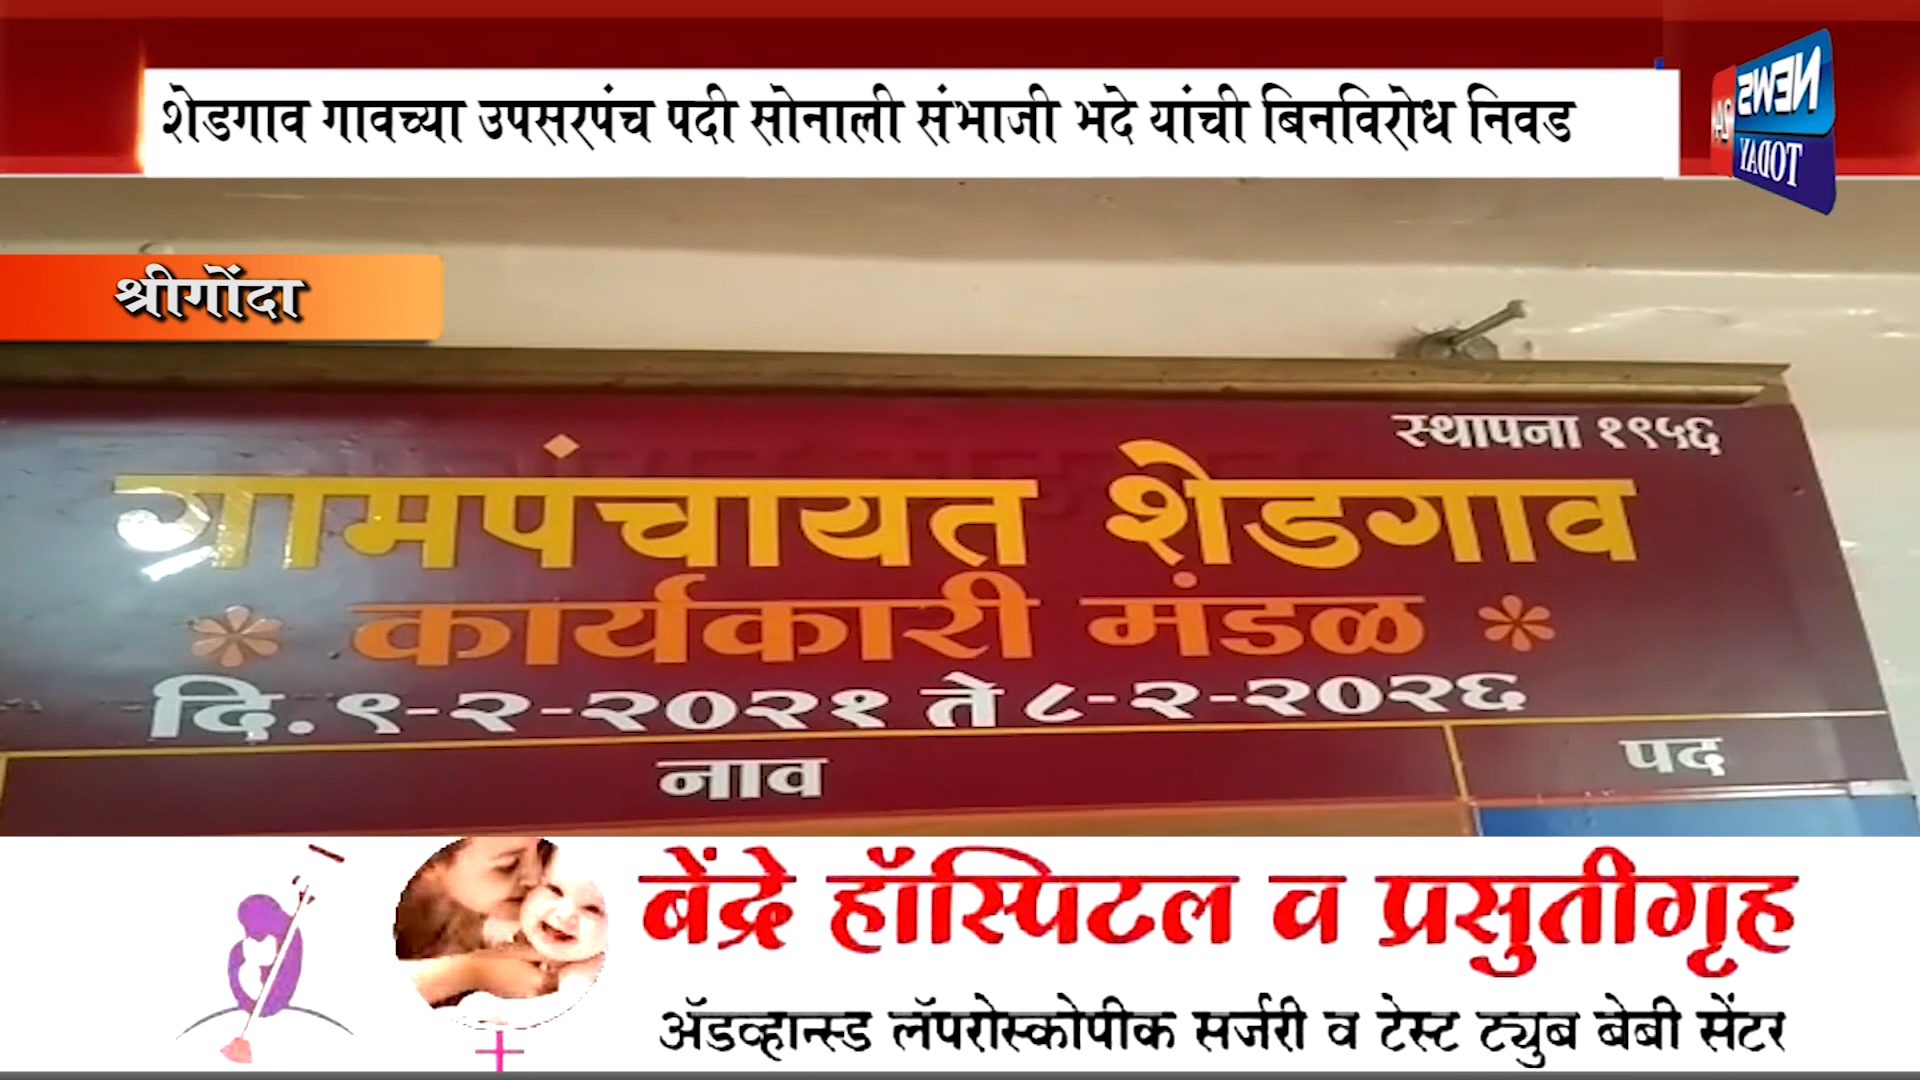 शेडगाव गावच्या उपसरपंच पदी सोनाली संभाजी भदे यांची बिनविरोध निवड
NEWS
24
TODAY
श्रीगोंदा
स्थापना १९५६
ग्रामपंचायत शेडगाव
कार्यकारी मंडळ
दि. ९-२-२०२१ ते ८-२-२०२६
नाव
पद
बेंद्रे हॉस्पिटल व प्रसुतीगृह
ॲडव्हान्स्ड लॅपरोस्कोपीक सर्जरी व टेस्ट ट्युब बेबी सेंटर